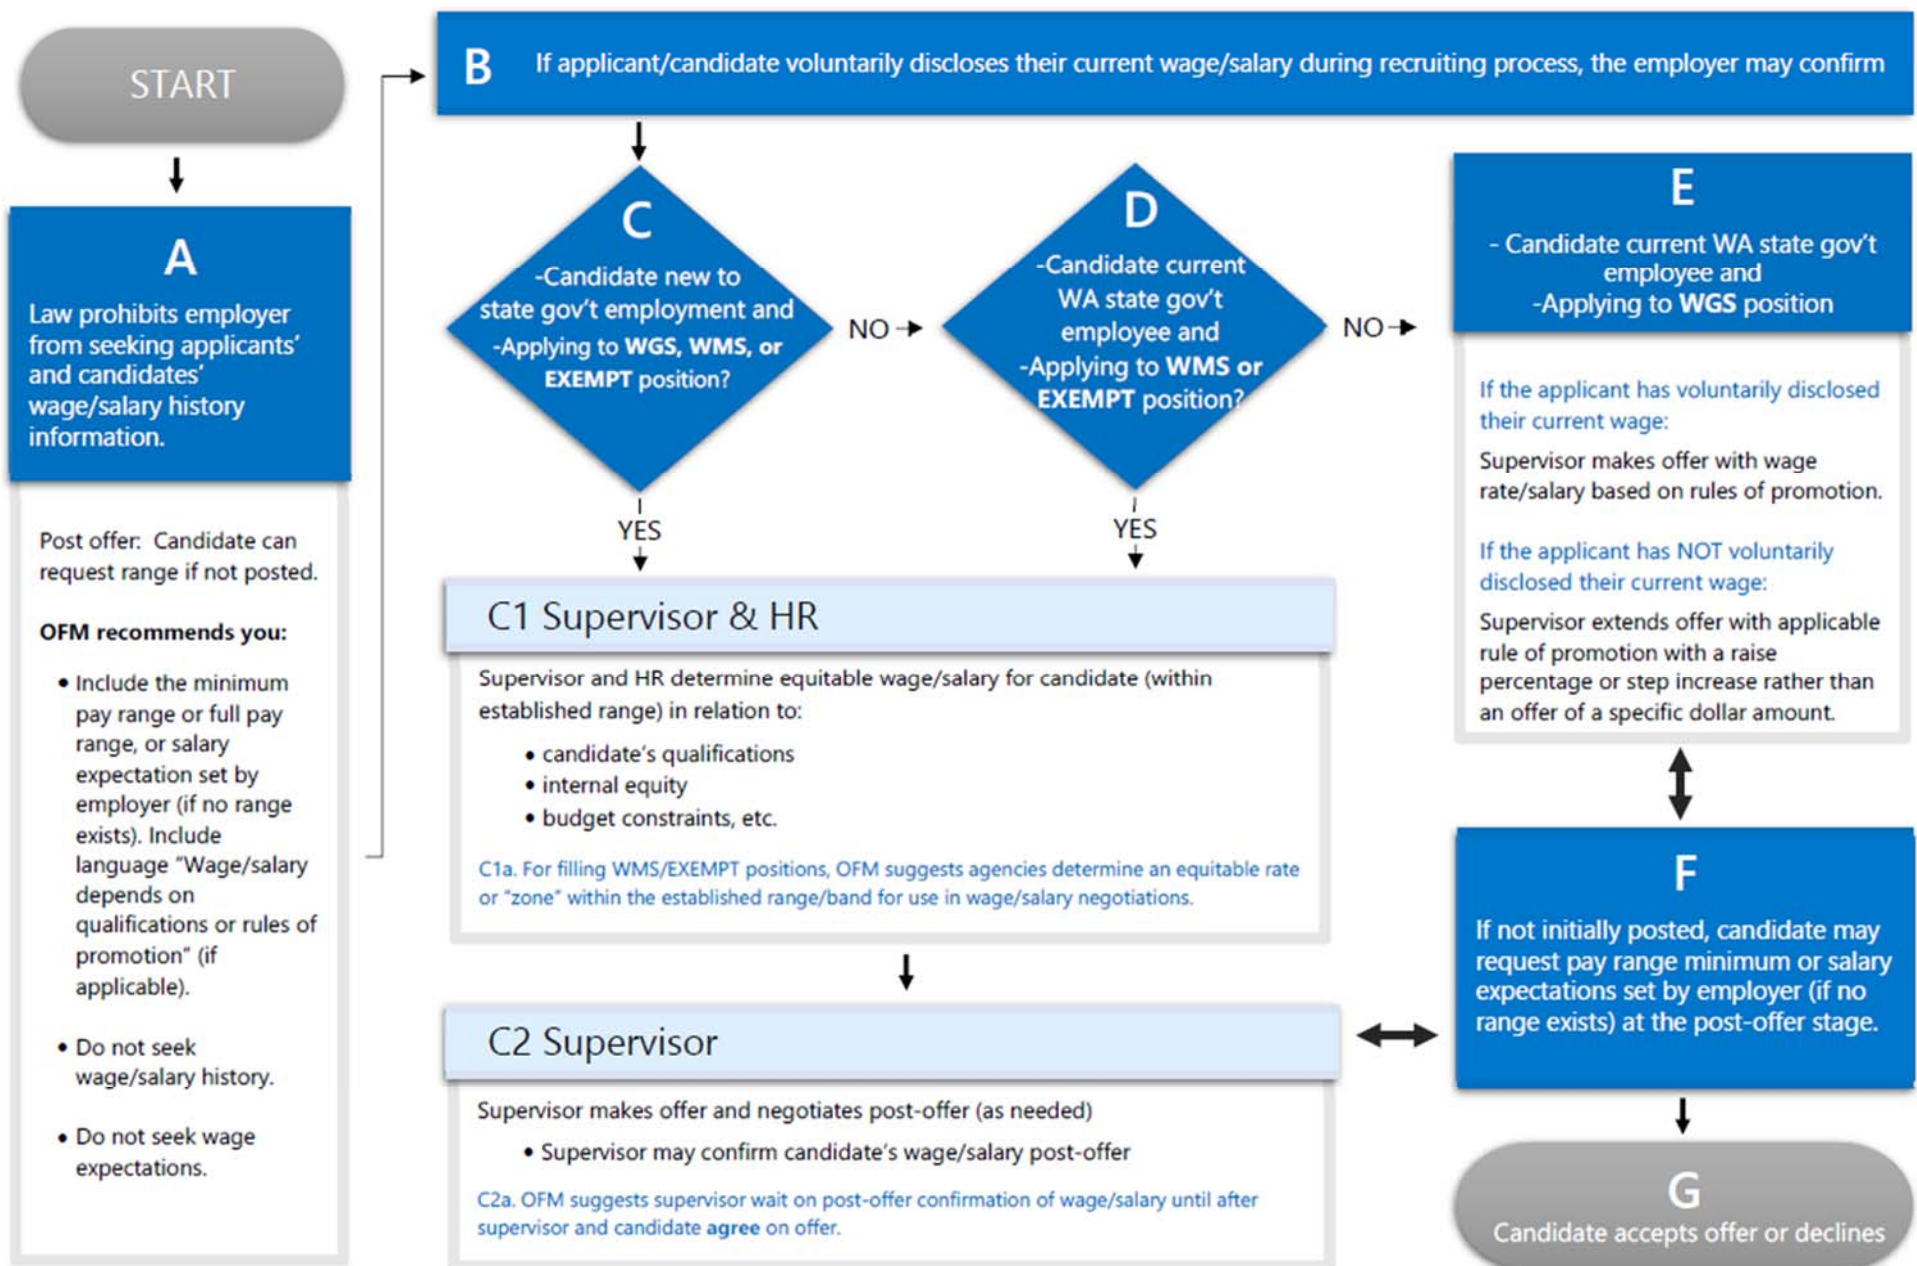 START
A
Law prohibits employer
from seeking applicants’
and candidates’
wage/salary history
information.
Post offer:  Candidate can
request range if not posted.
OFM recommends you:
• Include the minimum
pay range or full pay
range, or salary
expectation set by
employer (if no range
exists). Include
language “Wage/salary
depends on
qualifications or rules of
promotion” (if
applicable).
• Do not seek
wage/salary history.
• Do not seek wage
expectations.
B If applicant/candidate voluntarily discloses their current wage/salary during recruiting process, the employer may confirm
C
-Candidate new to
state gov’t employment and
-Applying to WGS, WMS, or
EXEMPT position?
NO
YES
D
-Candidate current
WA state gov’t
employee and
-Applying to WMS or
EXEMPT position?
NO
YES
C1 Supervisor & HR
Supervisor and HR determine equitable wage/salary for candidate (within
established range) in relation to:
• candidate’s qualifications
• internal equity
• budget constraints, etc.
C1a. For filling WMS/EXEMPT positions, OFM suggests agencies determine an equitable rate
or “zone” within the established range/band for use in wage/salary negotiations.
C2 Supervisor
Supervisor makes offer and negotiates post-offer (as needed)
• Supervisor may confirm candidate’s wage/salary post-offer
C2a. OFM suggests supervisor wait on post-offer confirmation of wage/salary until after
supervisor and candidate agree on offer.
E
- Candidate current WA state gov’t
employee and
-Applying to WGS position
If the applicant has voluntarily disclosed
their current wage:
Supervisor makes offer with wage
rate/salary based on rules of promotion.
If the applicant has NOT voluntarily
disclosed their current wage:
Supervisor extends offer with applicable
rule of promotion with a raise
percentage or step increase rather than
an offer of a specific dollar amount.
F
If not initially posted, candidate may
request pay range minimum or salary
expectations set by employer (if no
range exists) at the post-offer stage.
G
Candidate accepts offer or declines